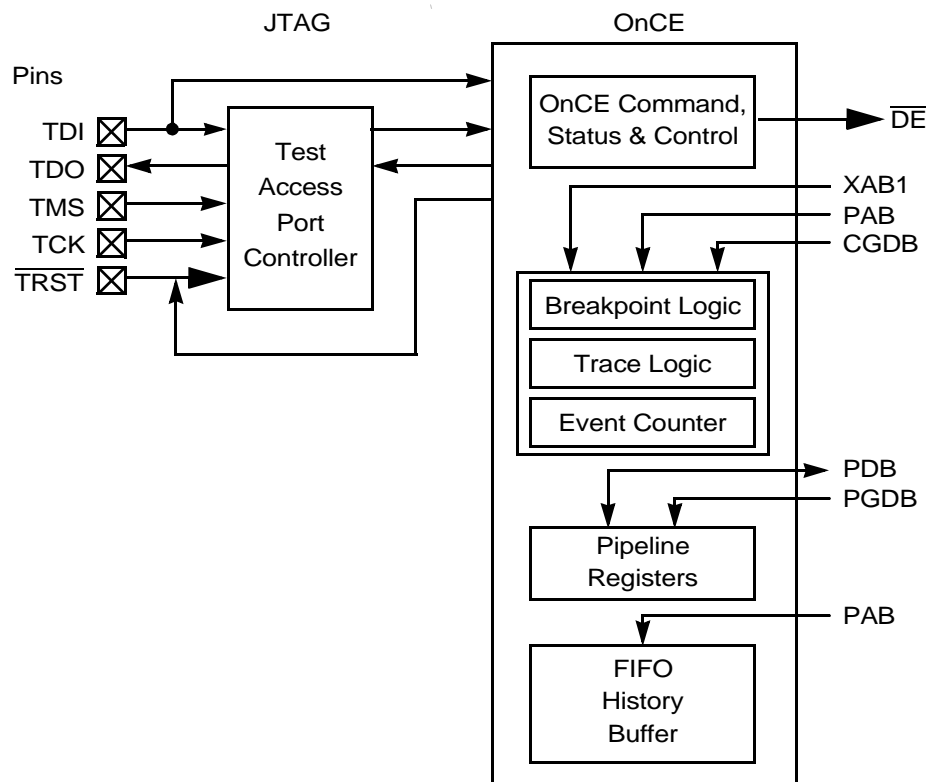 JTAG
OnCE
Pins
TDI
TDO
TMS
TCK
TRST
Test
Access
Port
Controller
OnCE Command,
Status & Control
DE
XAB1
PAB
CGDB
Breakpoint Logic
Trace Logic
Event Counter
PDB
PGDB
Pipeline
Registers
PAB
FIFO
History
Buffer